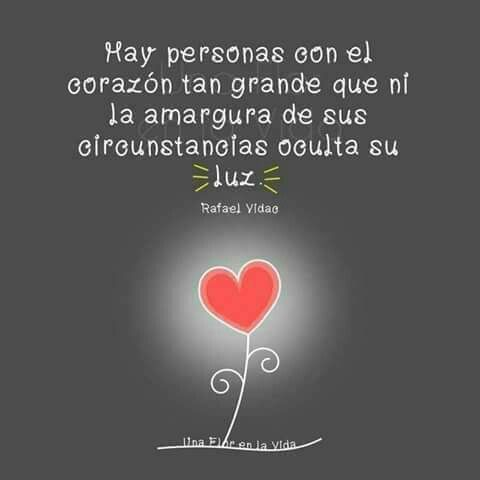 Hay personas con el
corazón tan grande que ni
la amargura de sus
circunstancias oculta su
luz.
Rafael Vidac
Una Flor en la Vida